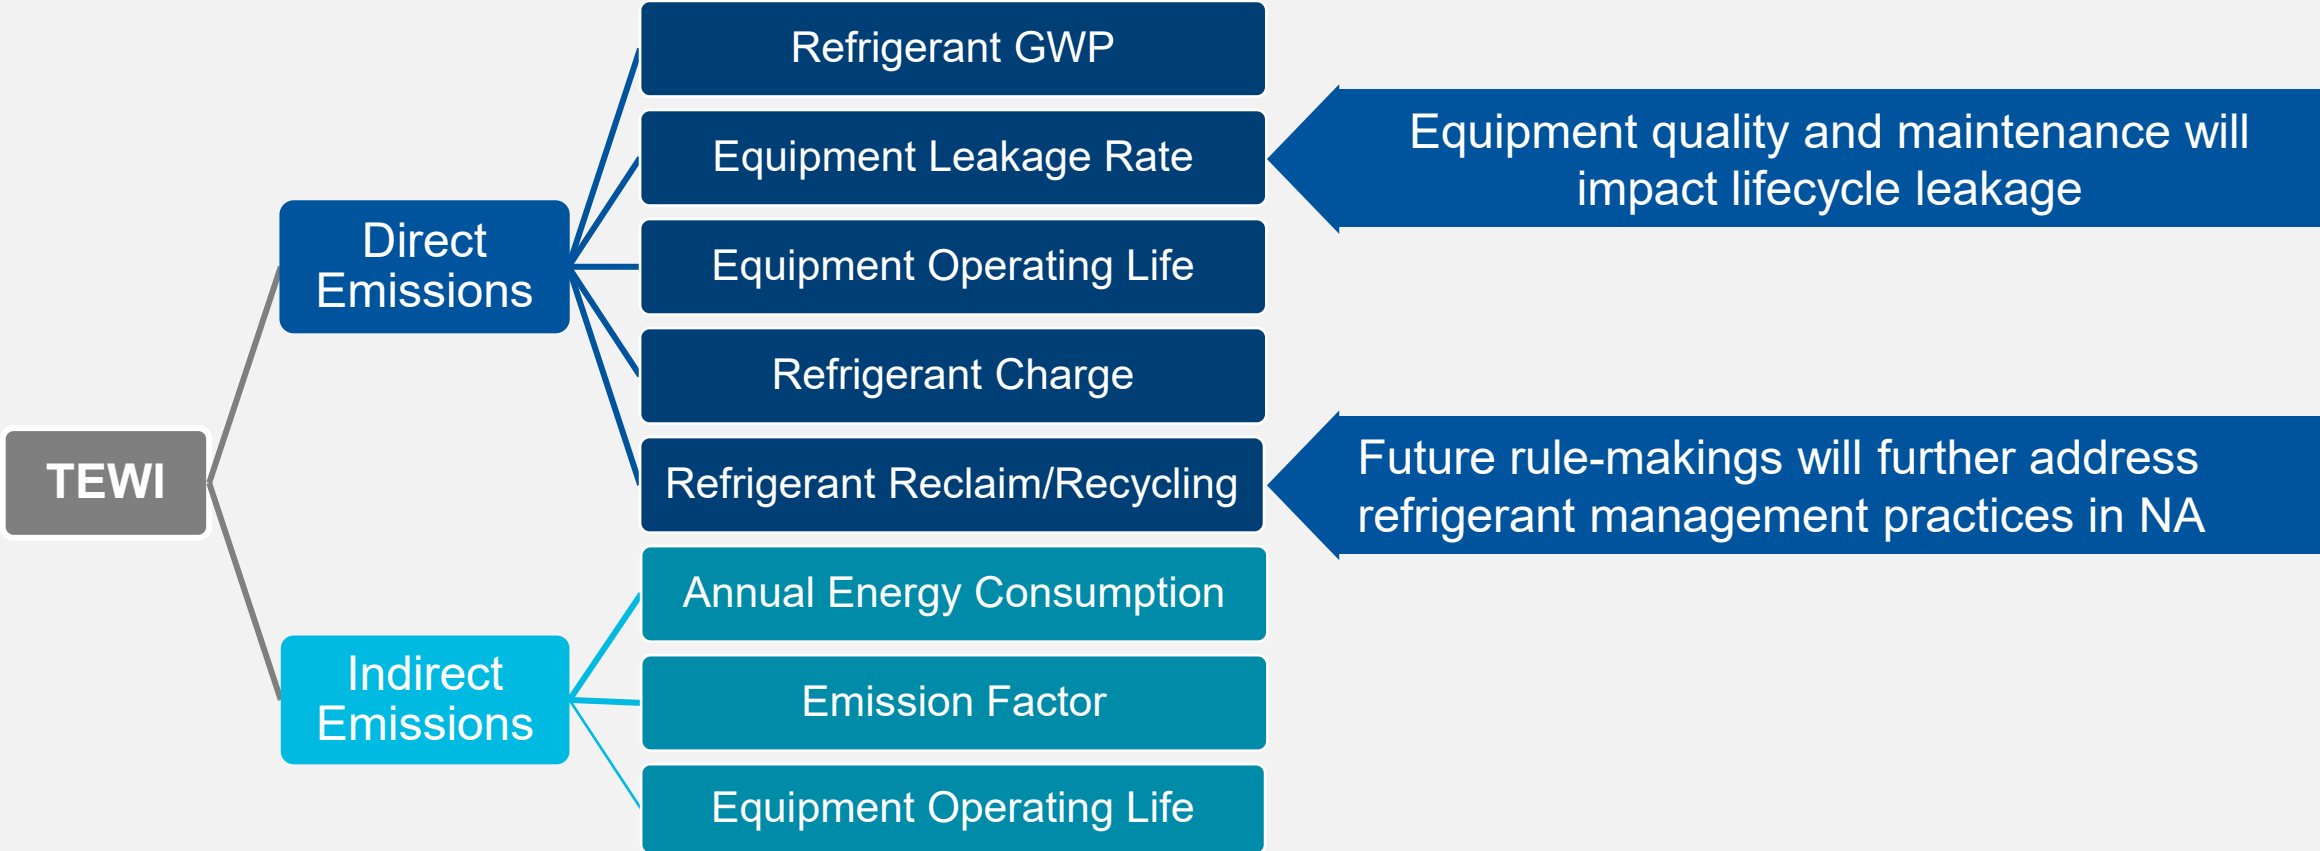 TEWI
Direct
Emissions
Refrigerant GWP
Equipment Leakage Rate
Equipment Operating Life
Refrigerant Charge
Refrigerant Reclaim/Recycling
Equipment quality and maintenance will
impact lifecycle leakage
Future rule-makings will further address
refrigerant management practices in NA
Indirect
Emissions
Annual Energy Consumption
Emission Factor
Equipment Operating Life